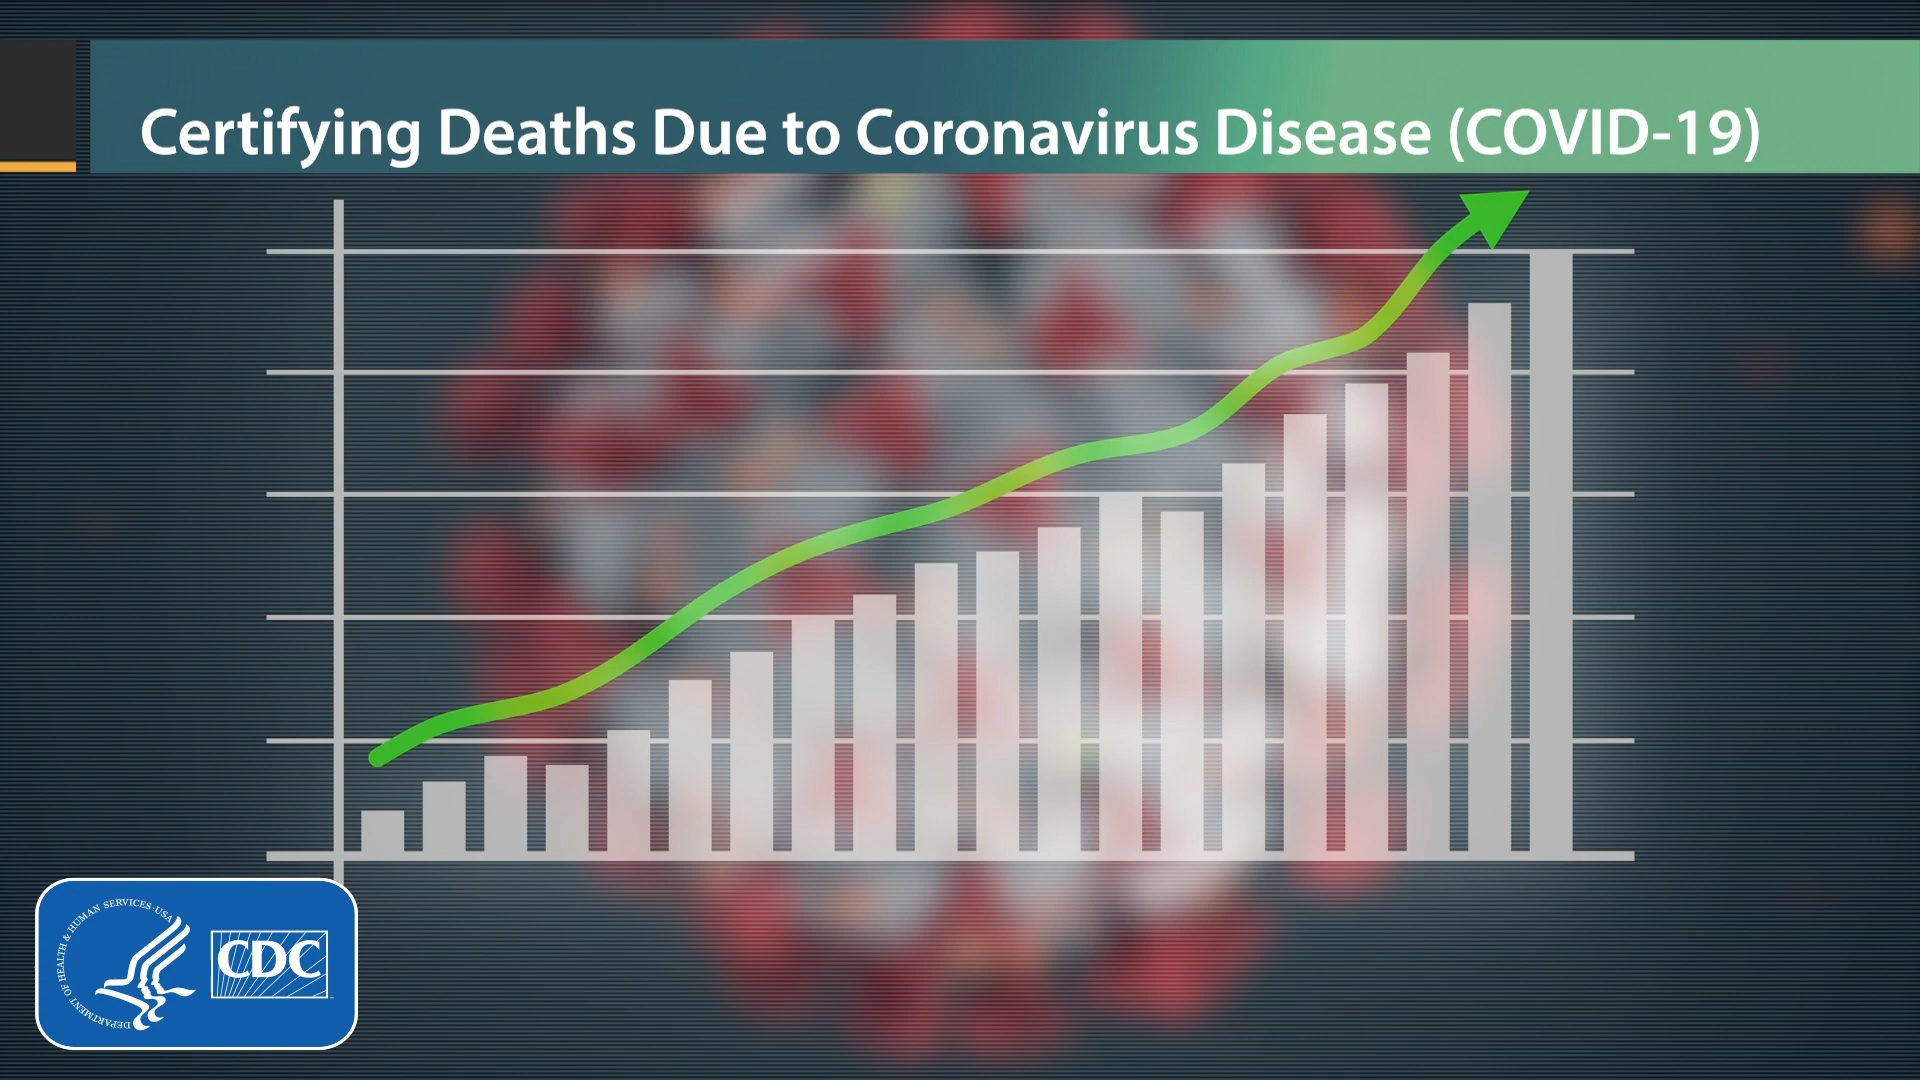 Certifying Deaths Due to Coronavirus Disease (COVID-19)
DEPARTMENT OF HEALTH & HUMAN SERVICES·USA
CDC